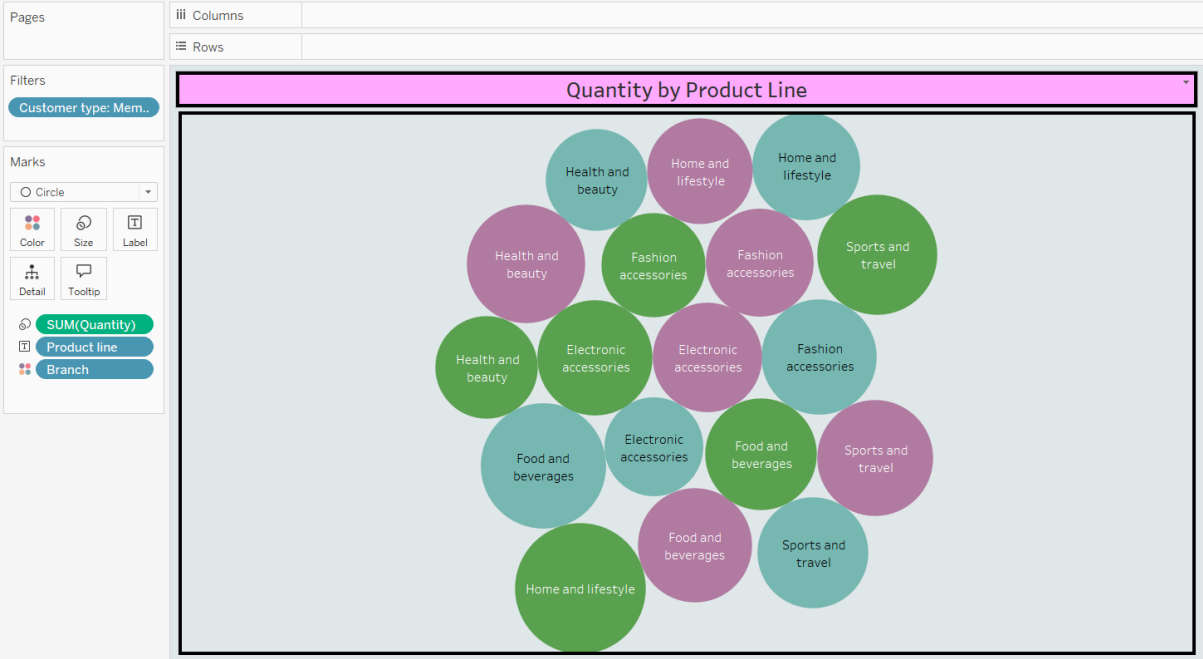 Pages
Columns
Rows
Filters
Customer type: Mem..
Marks
Circle
Color
Size
Label
Detail
Tooltip
SUM(Quantity)
Product line
Branch
Quantity by Product Line
Health and
beauty
Home and
lifestyle
Home and
lifestyle
Health and
beauty
Fashion
accessories
Fashion
accessories
Sports and
travel
Health and
beauty
Electronic
accessories
Electronic
accessories
Fashion
accessories
Food and
beverages
Electronic
accessories
Food and
beverages
Sports and
travel
Home and lifestyle
Food and
beverages
Sports and
travel